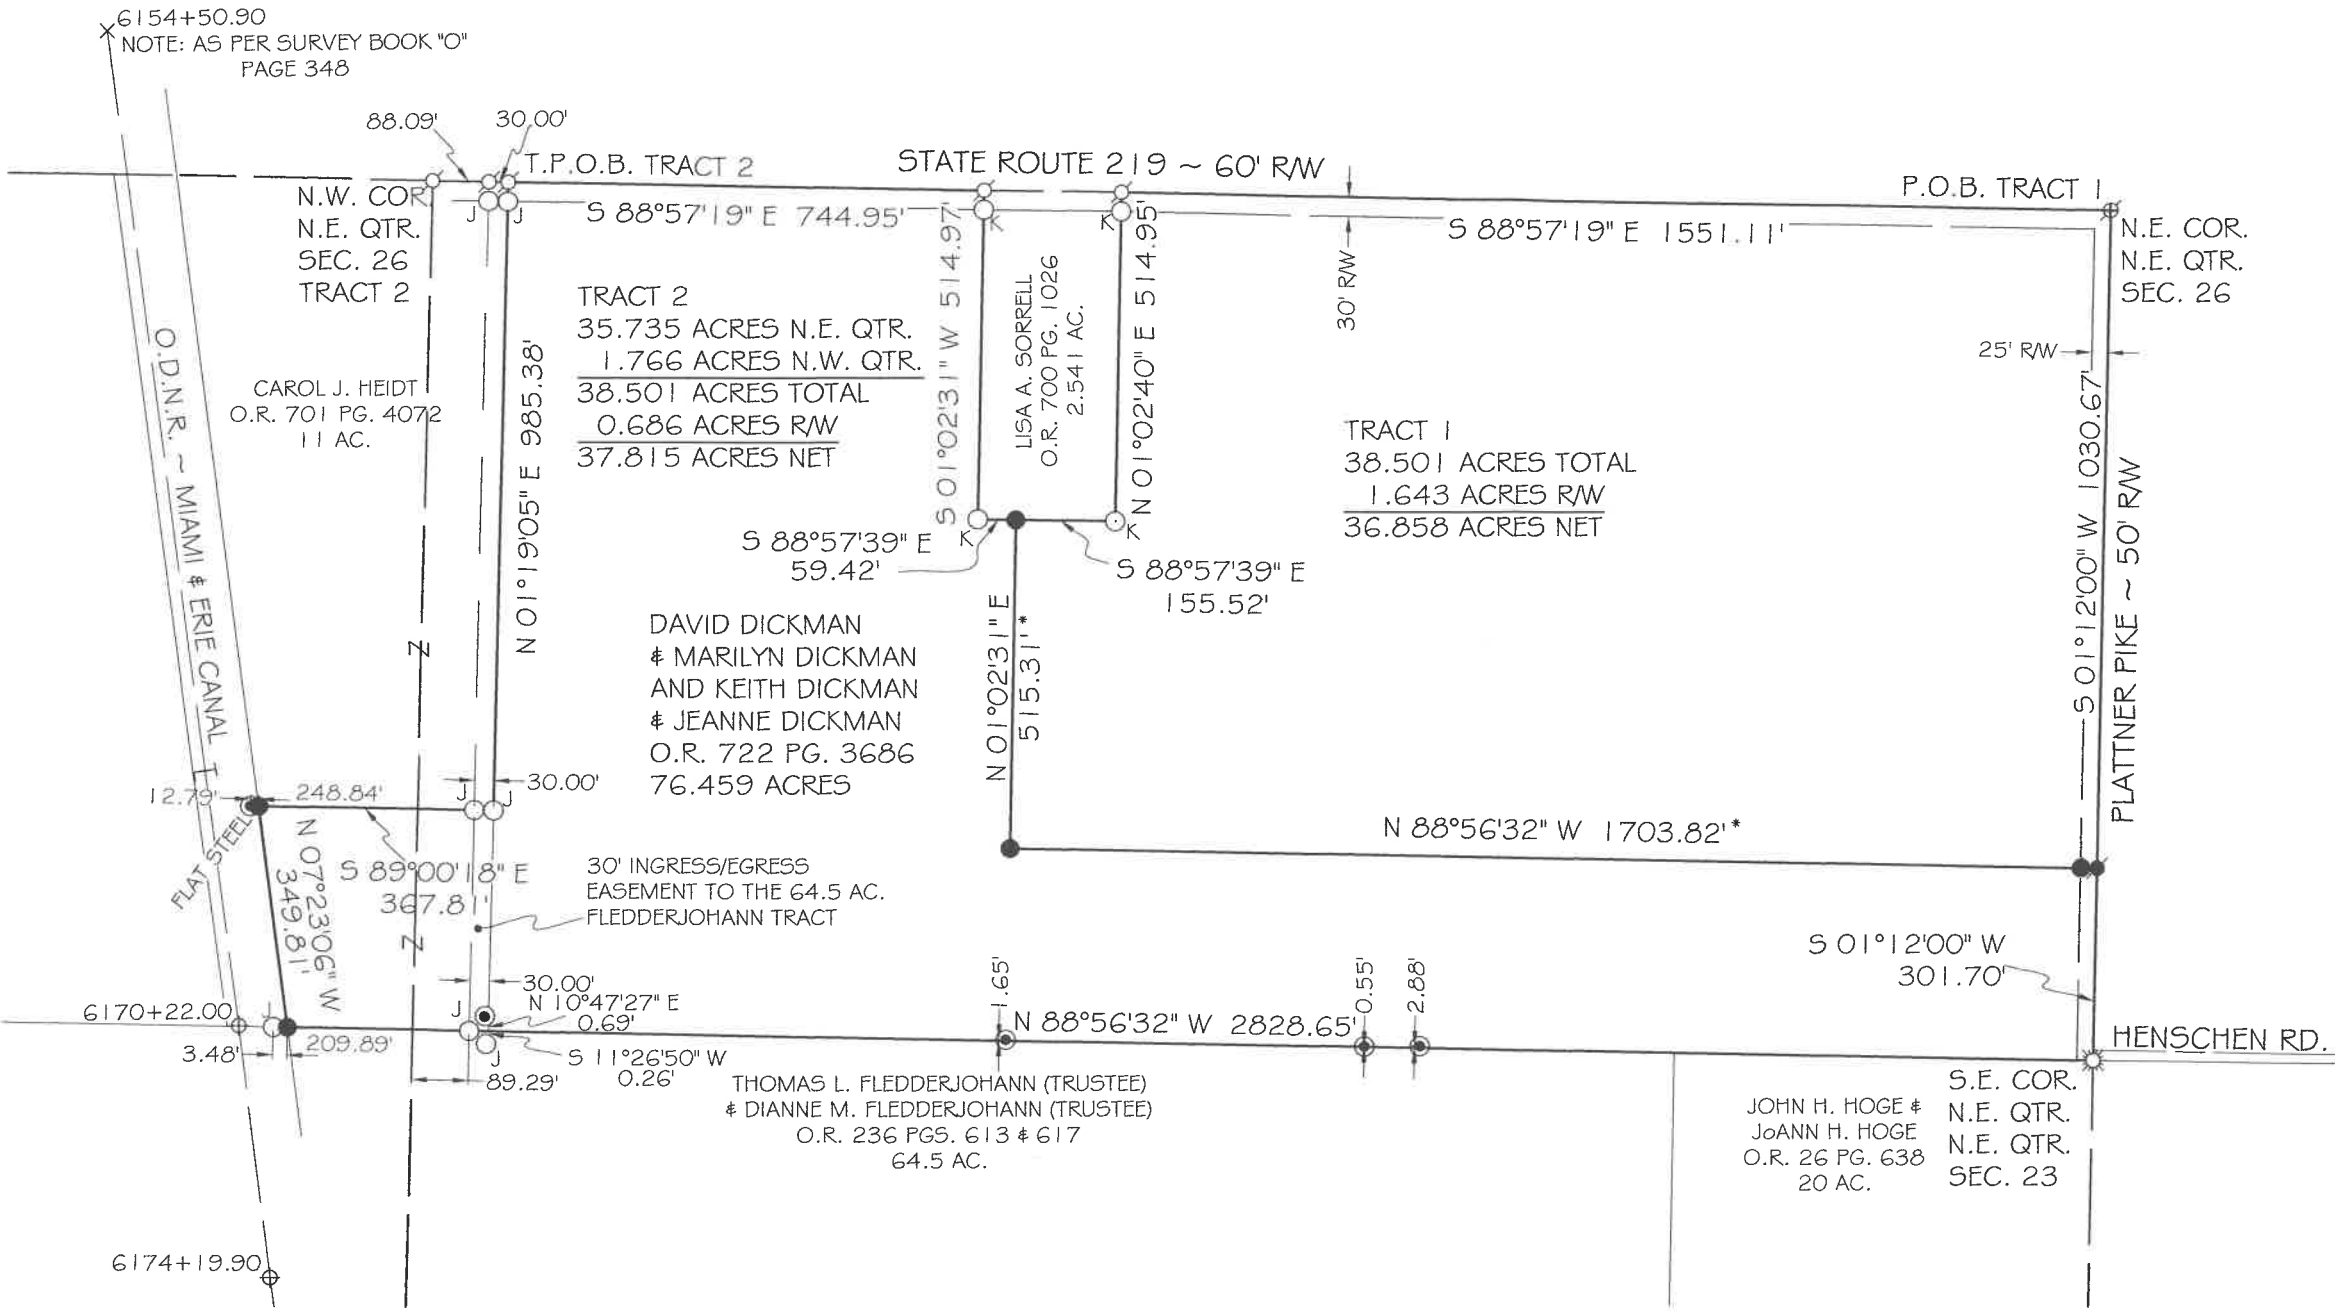 6154+50.90
NOTE: AS PER SURVEY BOOK "O"
PAGE 348
88.09'
30.00'
T.P.O.B. TRACT 2
STATE ROUTE 219 ~ 60' R/W
P.O.B. TRACT 1
N.W. COR.
N.E. QTR.
SEC. 26
TRACT 2
J
J
S 88°57'19" E 744.95'
K
K
S 88°57'19" E 1551.11'
N.E. COR.
N.E. QTR.
SEC. 26
30' R/W
25' R/W
O.D.N.R. ~ MIAMI & ERIE CANAL
CAROL J. HEIDT
O.R. 701 PG. 4072
11 AC.
N 01°19'05" E 985.38'
TRACT 2
35.735 ACRES N.E. QTR.
1.766 ACRES N.W. QTR.
38.501 ACRES TOTAL
0.686 ACRES R/W
37.815 ACRES NET
S 01°02'31" W 514.97'
LISA A. SORRELL
O.R. 700 PG. 1026
2.541 AC.
N 01°02'40" E 514.95'
TRACT 1
38.501 ACRES TOTAL
1.643 ACRES R/W
36.858 ACRES NET
S 01°12'00" W 1030.67'
PLATTNER PIKE ~ 50' R/W
K
K
S 88°57'39" E
59.42'
S 88°57'39" E
155.52'
DAVID DICKMAN
& MARILYN DICKMAN
AND KEITH DICKMAN
& JEANNE DICKMAN
O.R. 722 PG. 3686
76.459 ACRES
N 01°02'31" E
515.31'*
Z
12.79'
248.84'
J
J
30.00'
FLAT STEEL
N 07°23'06" W
349.81'
S 89°00'18" E
367.81'
Z
30' INGRESS/EGRESS
EASEMENT TO THE 64.5 AC.
FLEDDERJOHANN TRACT
N 88°56'32" W 1703.82'*
S 01°12'00" W
301.70'
6170+22.00
J
3.48'
209.89'
J
30.00'
N 10°47'27" E
0.69'
J
S 11°26'50" W
0.26'
89.29'
1.65'
N 88°56'32" W 2828.65'
0.55'
2.88'
HENSCHEN RD.
THOMAS L. FLEDDERJOHANN (TRUSTEE)
& DIANNE M. FLEDDERJOHANN (TRUSTEE)
O.R. 236 PGS. 613 & 617
64.5 AC.
JOHN H. HOGE &
JoANN H. HOGE
O.R. 26 PG. 638
20 AC.
S.E. COR.
N.E. QTR.
N.E. QTR.
SEC. 23
6174+19.90